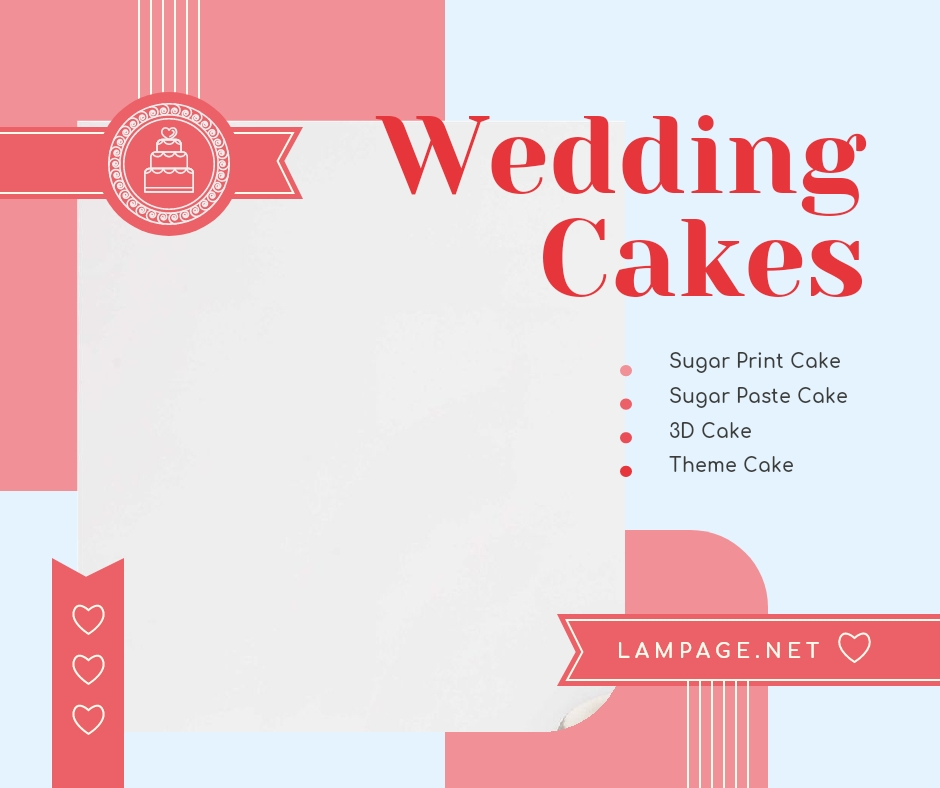 Wedding
Cakes
Sugar Print Cake
Sugar Paste Cake
3D Cake
Theme Cake
LAMPAGE.NET